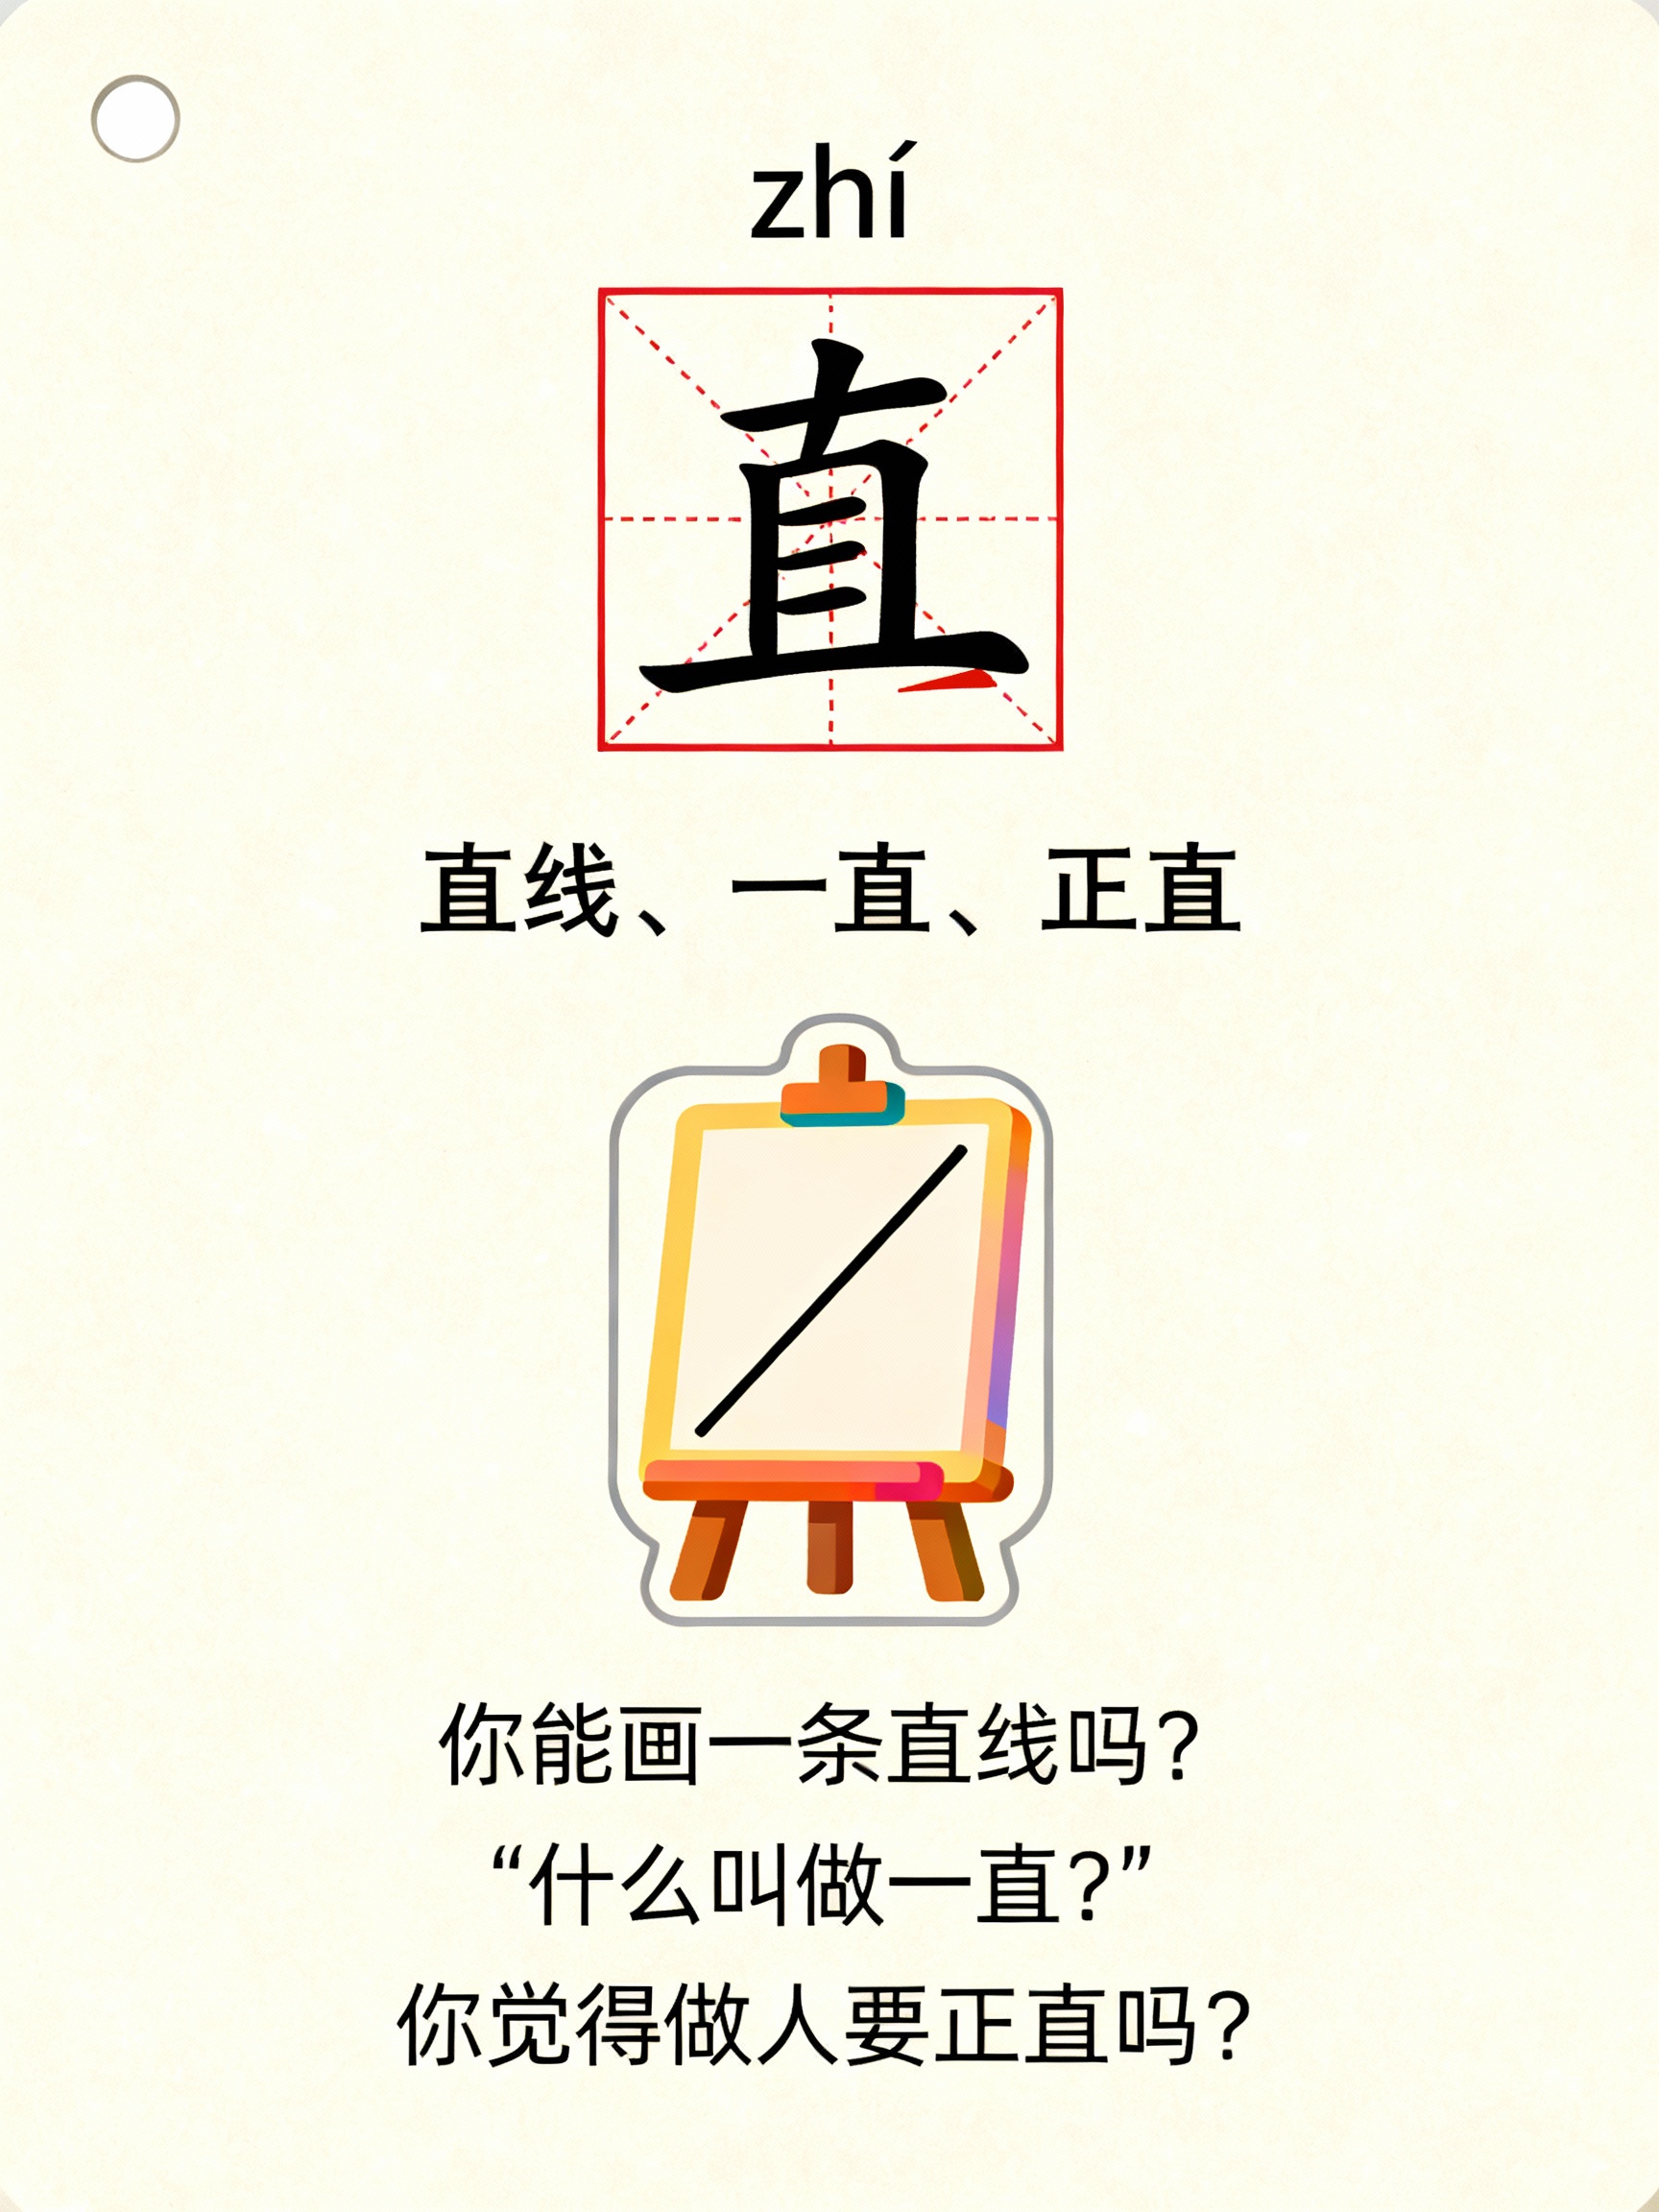 zhí
直
直线、一直、正直
你能画一条直线吗？
“什么叫做一直？”
你觉得做人要正直吗？